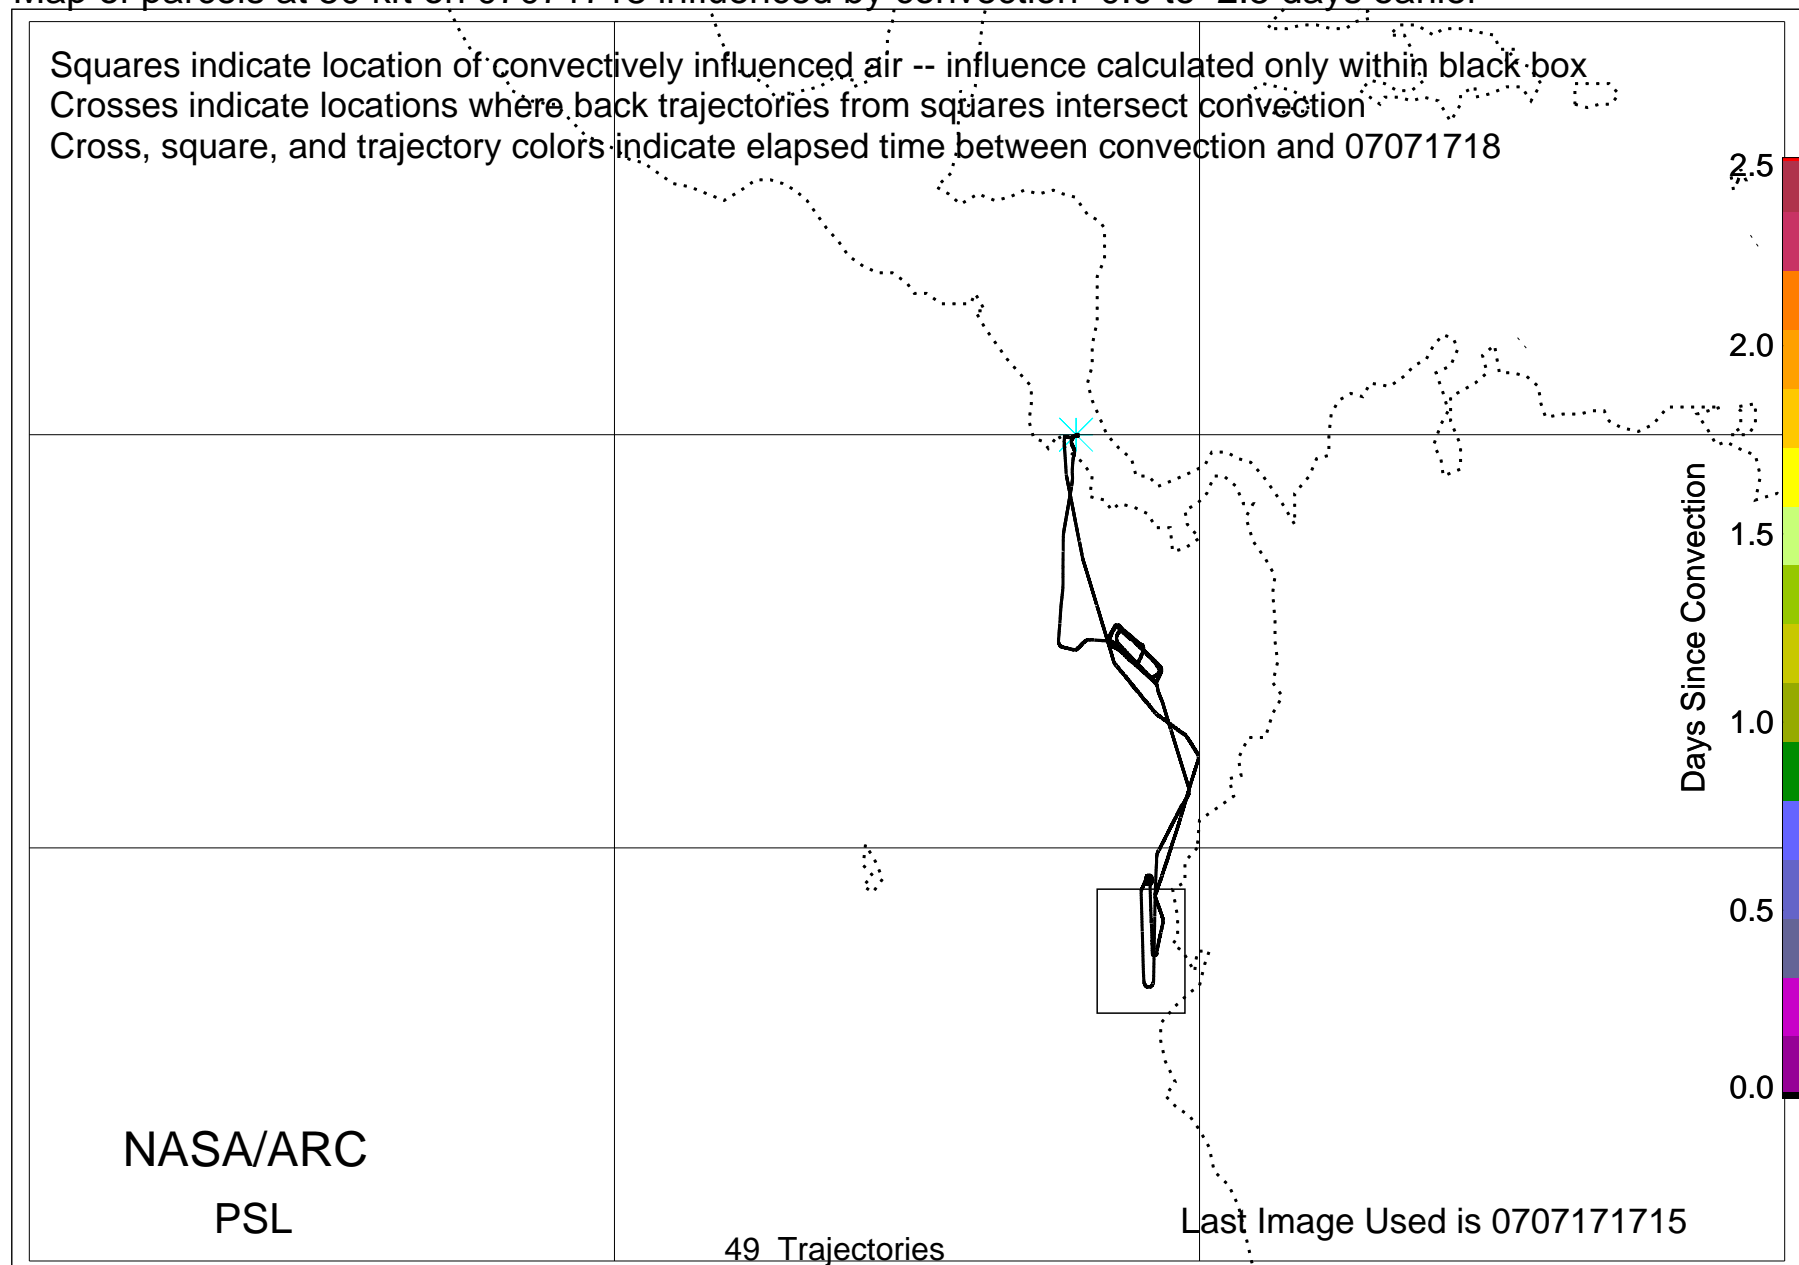 Squares indicate location of convectively influenced air -- influence calculated only within black box
Crosses indicate locations where back trajectories from squares intersect convection
Cross, square, and trajectory colors indicate elapsed time between convection and 07071718
2.5
2.0
1.5
1.0
0.5
0.0
Days Since Convection
NASA/ARC
PSL
Last Image Used is 0707171715
49 Trajectories